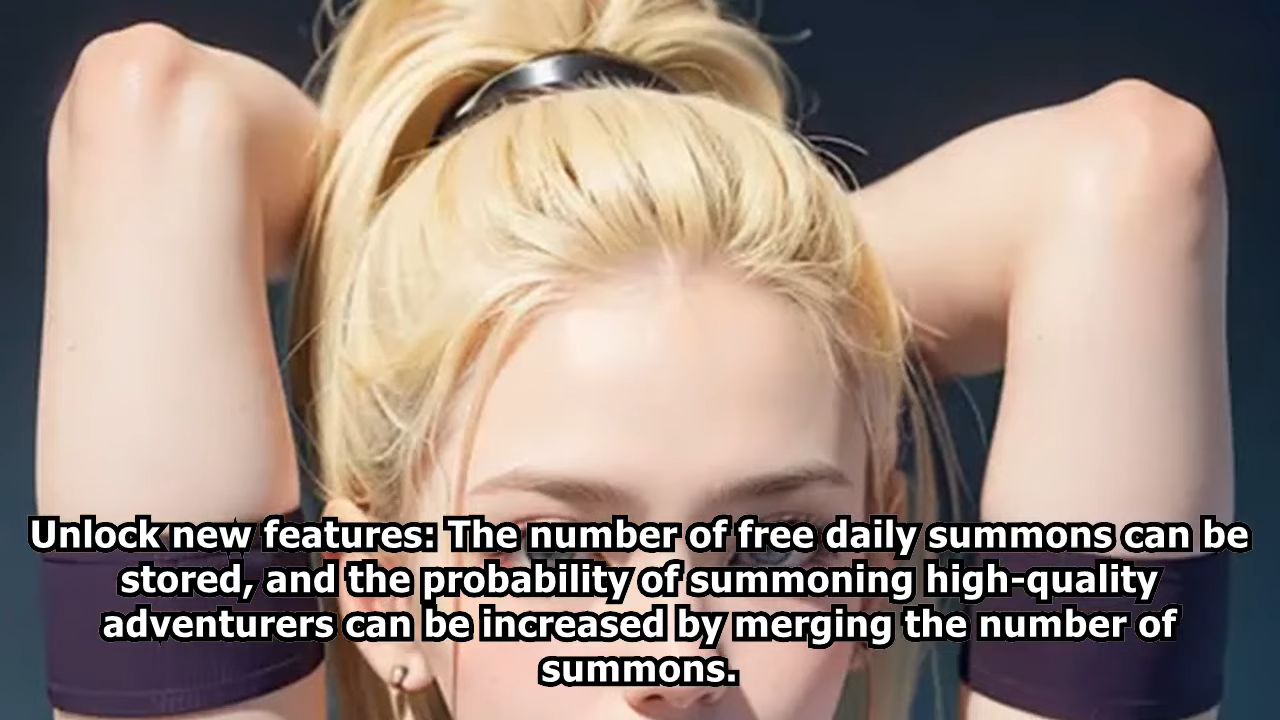 Unlock new features: The number of free daily summons can be
stored, and the probability of summoning high-quality
adventurers can be increased by merging the number of
summons.